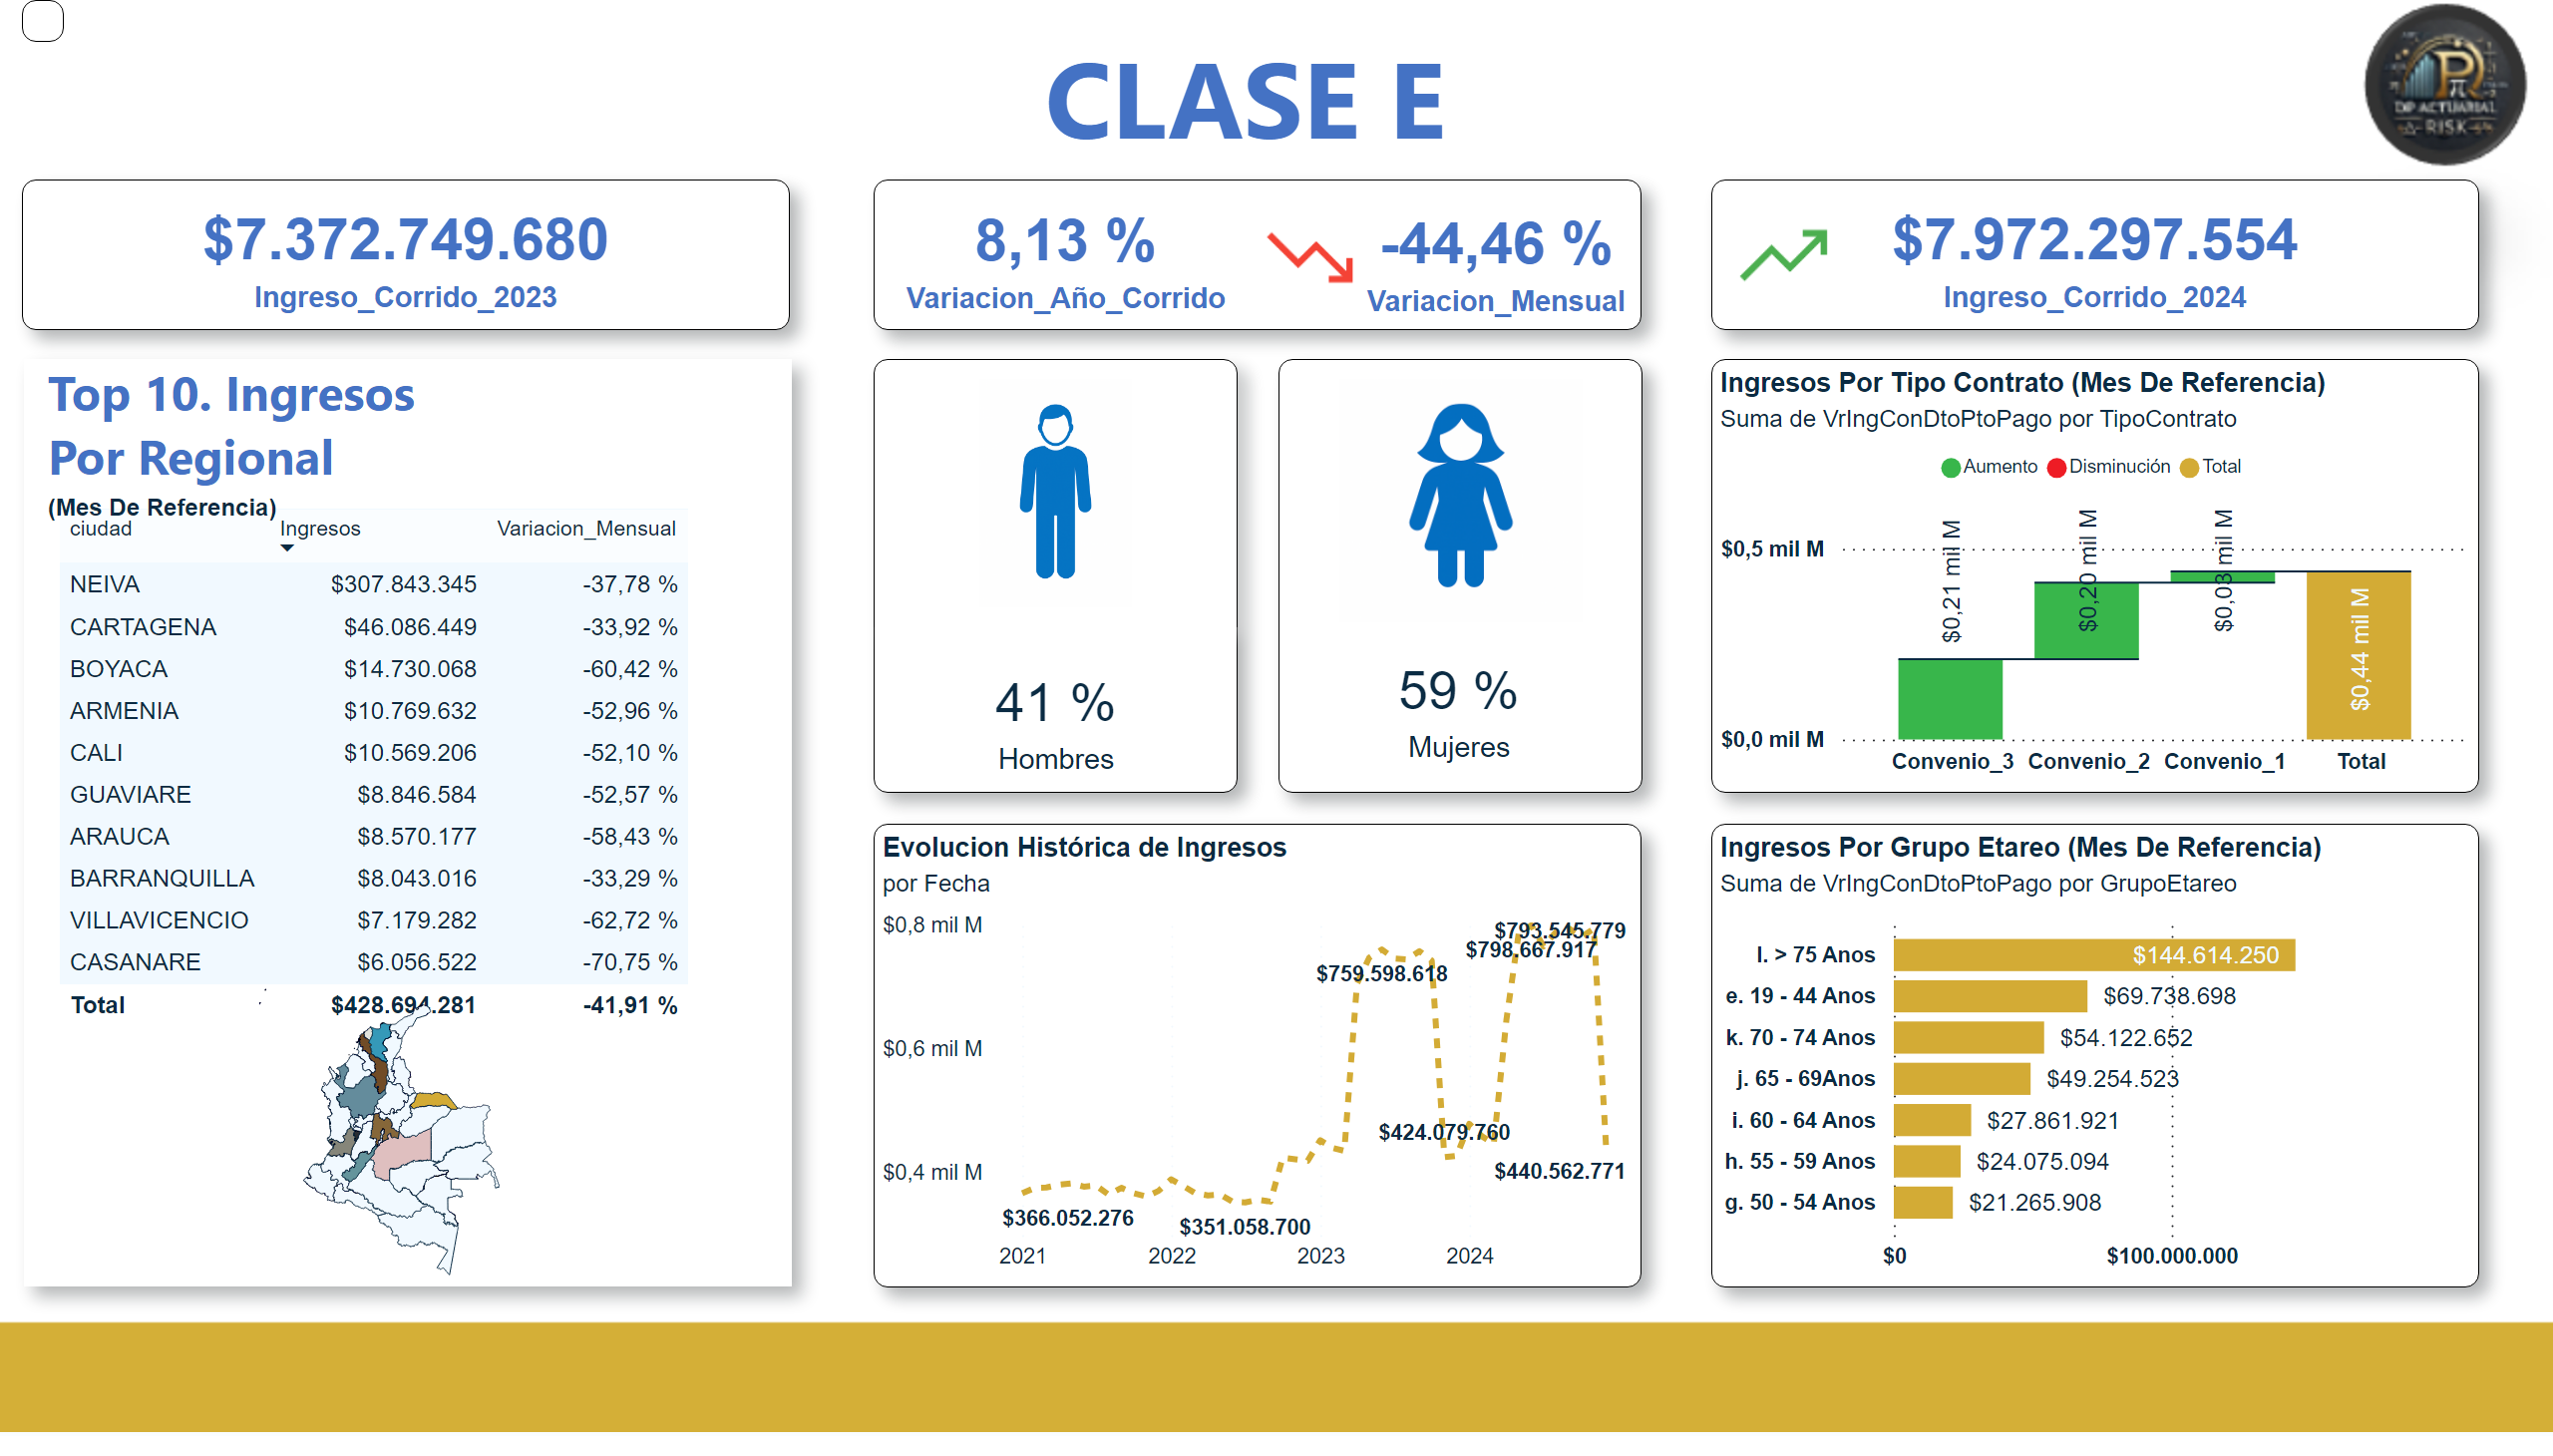 CLASE E
DP ACTUARIAL
RISK
$7.372.749.680
Ingreso_Corrido_2023
8,13 %
Variacion_Año_Corrido
-44,46 %
Variacion_Mensual
$7.972.297.554
Ingreso_Corrido_2024
Top 10. Ingresos
Por Regional
(Mes De Referencia)
ciudad Ingresos Variacion_Mensual
NEIVA $307.843.345 -37,78 %
CARTAGENA $46.086.449 -33,92 %
BOYACA $14.730.068 -60,42 %
ARMENIA $10.769.632 -52,96 %
CALI $10.569.206 -52,10 %
GUAVIARE $8.846.584 -52,57 %
ARAUCA $8.570.177 -58,43 %
BARRANQUILLA $8.043.016 -33,29 %
VILLAVICENCIO $7.179.282 -62,72 %
CASANARE $6.056.522 -70,75 %
Total $428.694.281 -41,91 %
41 %
Hombres
59 %
Mujeres
Ingresos Por Tipo Contrato (Mes De Referencia)
Suma de VrIngConDtoPtoPago por TipoContrato
Aumento Disminución Total
$0,5 mil M
$0,0 mil M
$0,21 mil M
$0,20 mil M
$0,03 mil M
$0,44 mil M
Convenio_3 Convenio_2 Convenio_1 Total
Evolucion Histórica de Ingresos
por Fecha
$0,8 mil M
$0,6 mil M
$0,4 mil M
$793.545.779
$798.667.917
$759.598.618
$424.079.760
$440.562.771
$366.052.276
$351.058.700
2021 2022 2023 2024
Ingresos Por Grupo Etareo (Mes De Referencia)
Suma de VrIngConDtoPtoPago por GrupoEtareo
l. > 75 Anos $144.614.250
e. 19 - 44 Anos $69.738.698
k. 70 - 74 Anos $54.122.652
j. 65 - 69Anos $49.254.523
i. 60 - 64 Anos $27.861.921
h. 55 - 59 Anos $24.075.094
g. 50 - 54 Anos $21.265.908
$0 $100.000.000